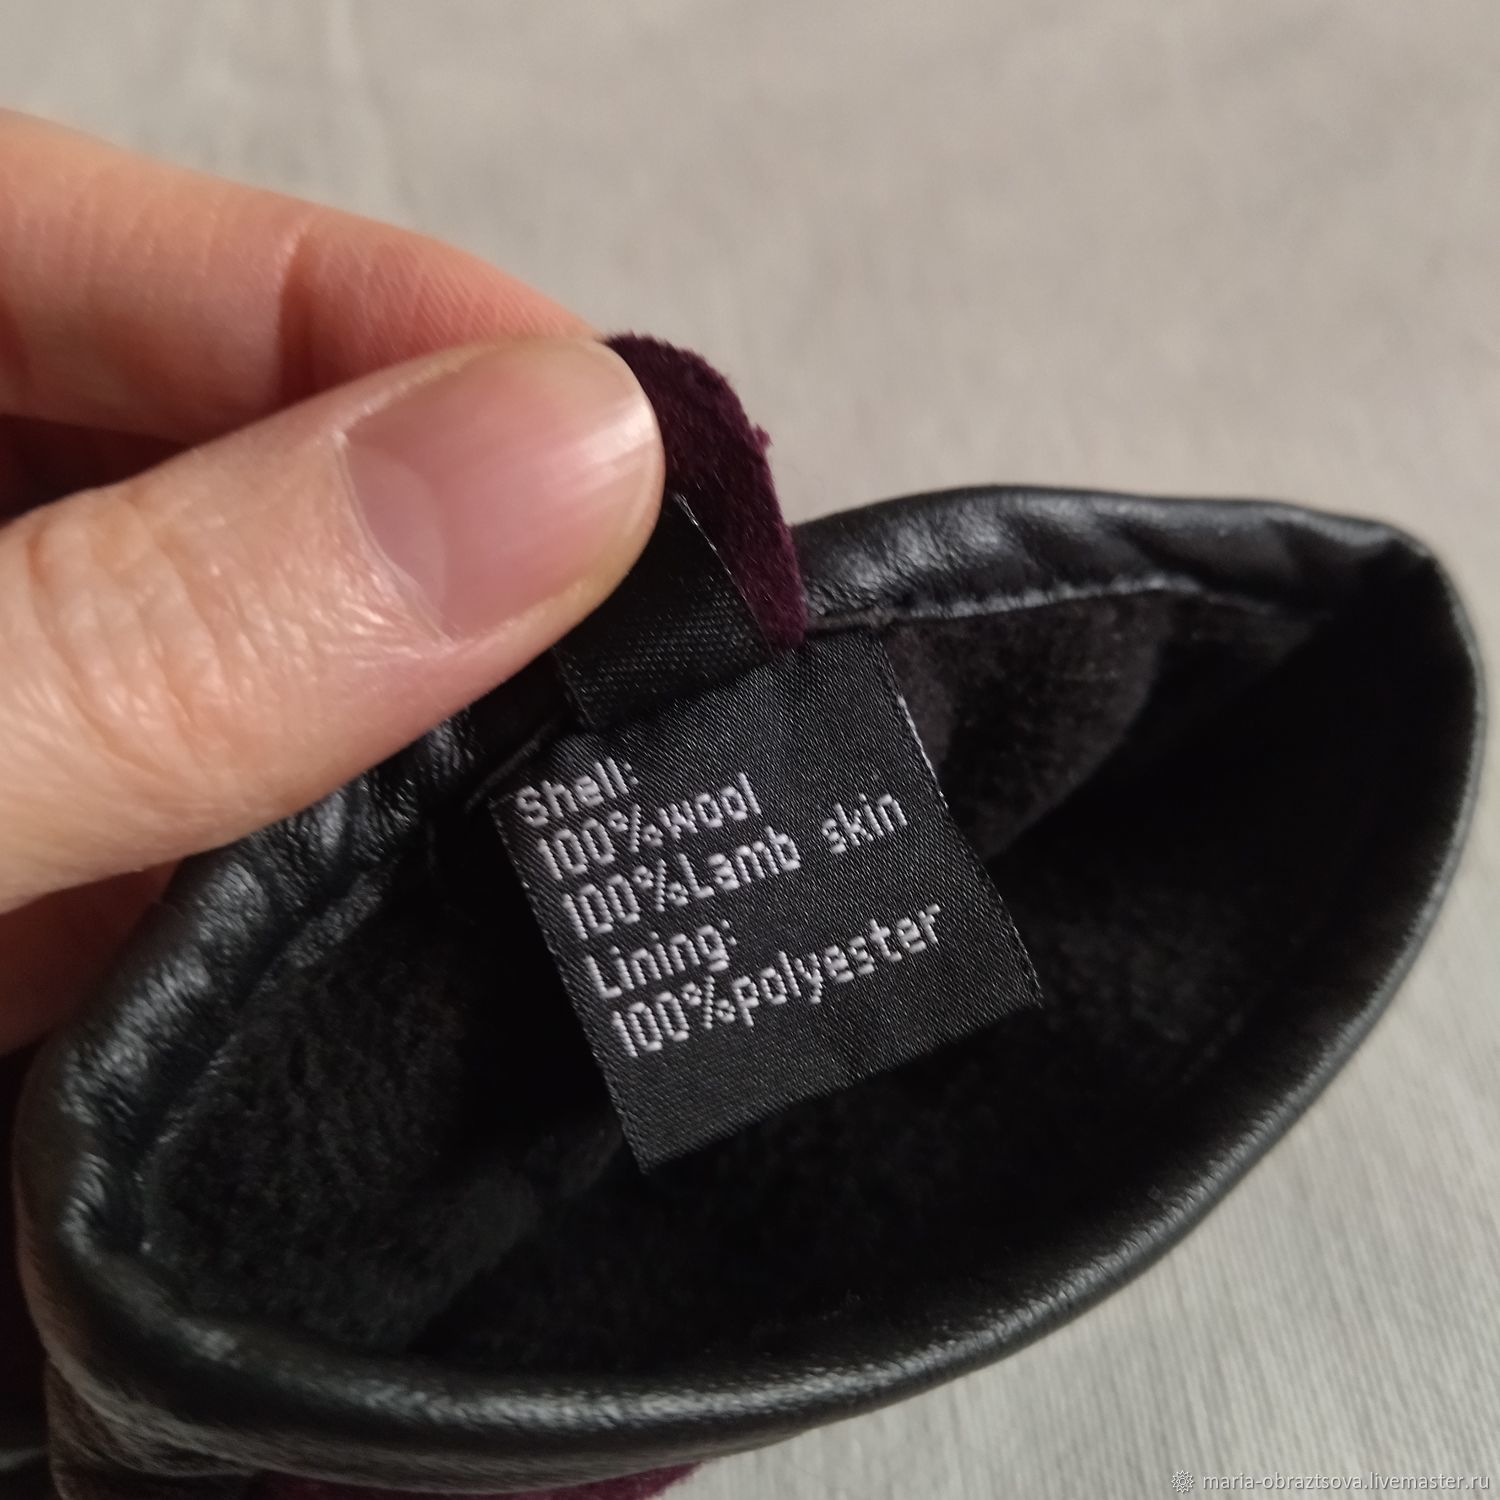 Shell:
100%wool
100%Lamb skin
Lining:
100%polyester
maria-obraztsova.livemaster.ru